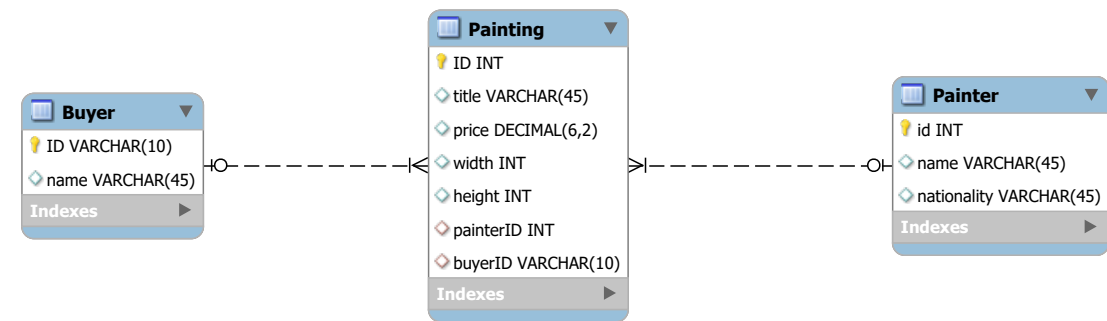 Buyer
ID VARCHAR(10)
name VARCHAR(45)
Indexes
Painting
ID INT
title VARCHAR(45)
price DECIMAL(6,2)
width INT
height INT
painterID INT
buyerID VARCHAR(10)
Indexes
Painter
id INT
name VARCHAR(45)
nationality VARCHAR(45)
Indexes